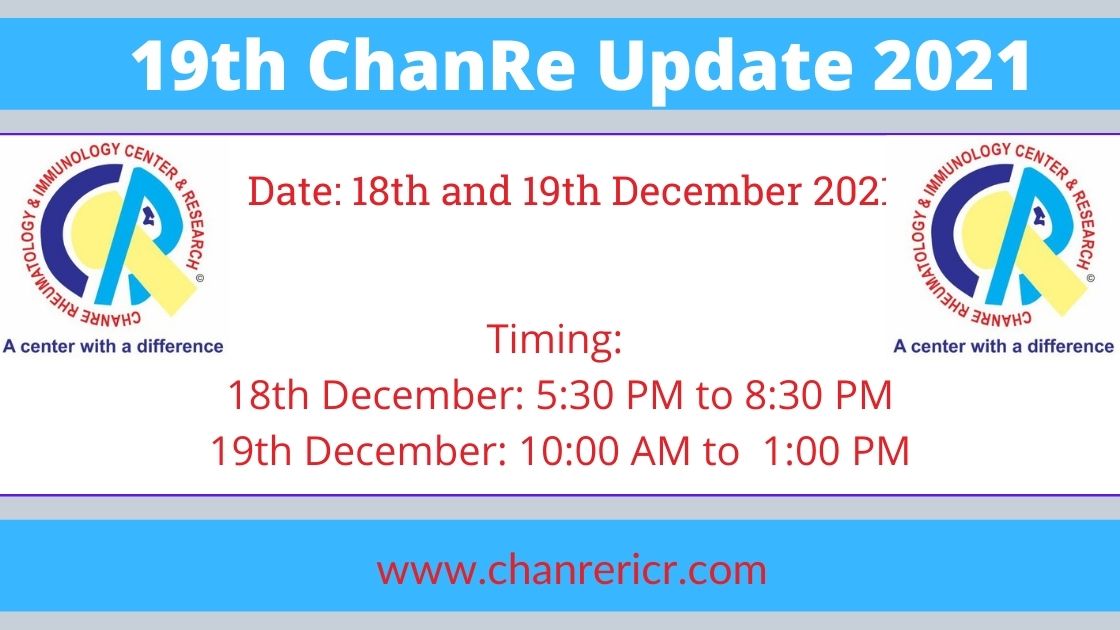 19th ChanRe Update 2021
CHANRE RHEUMATOLOGY & IMMUNOLOGY CENTER & RESEARCH
©
A center with a difference
Date: 18th and 19th December
CHANRE RHEUMATOLOGY & IMMUNOLOGY CENTER & RESEARCH
©
A center with a difference
Timing:
18th December: 5:30 PM to 8:30 PM
19th December: 10:00 AM to 1:00 PM
www.chanrericr.com